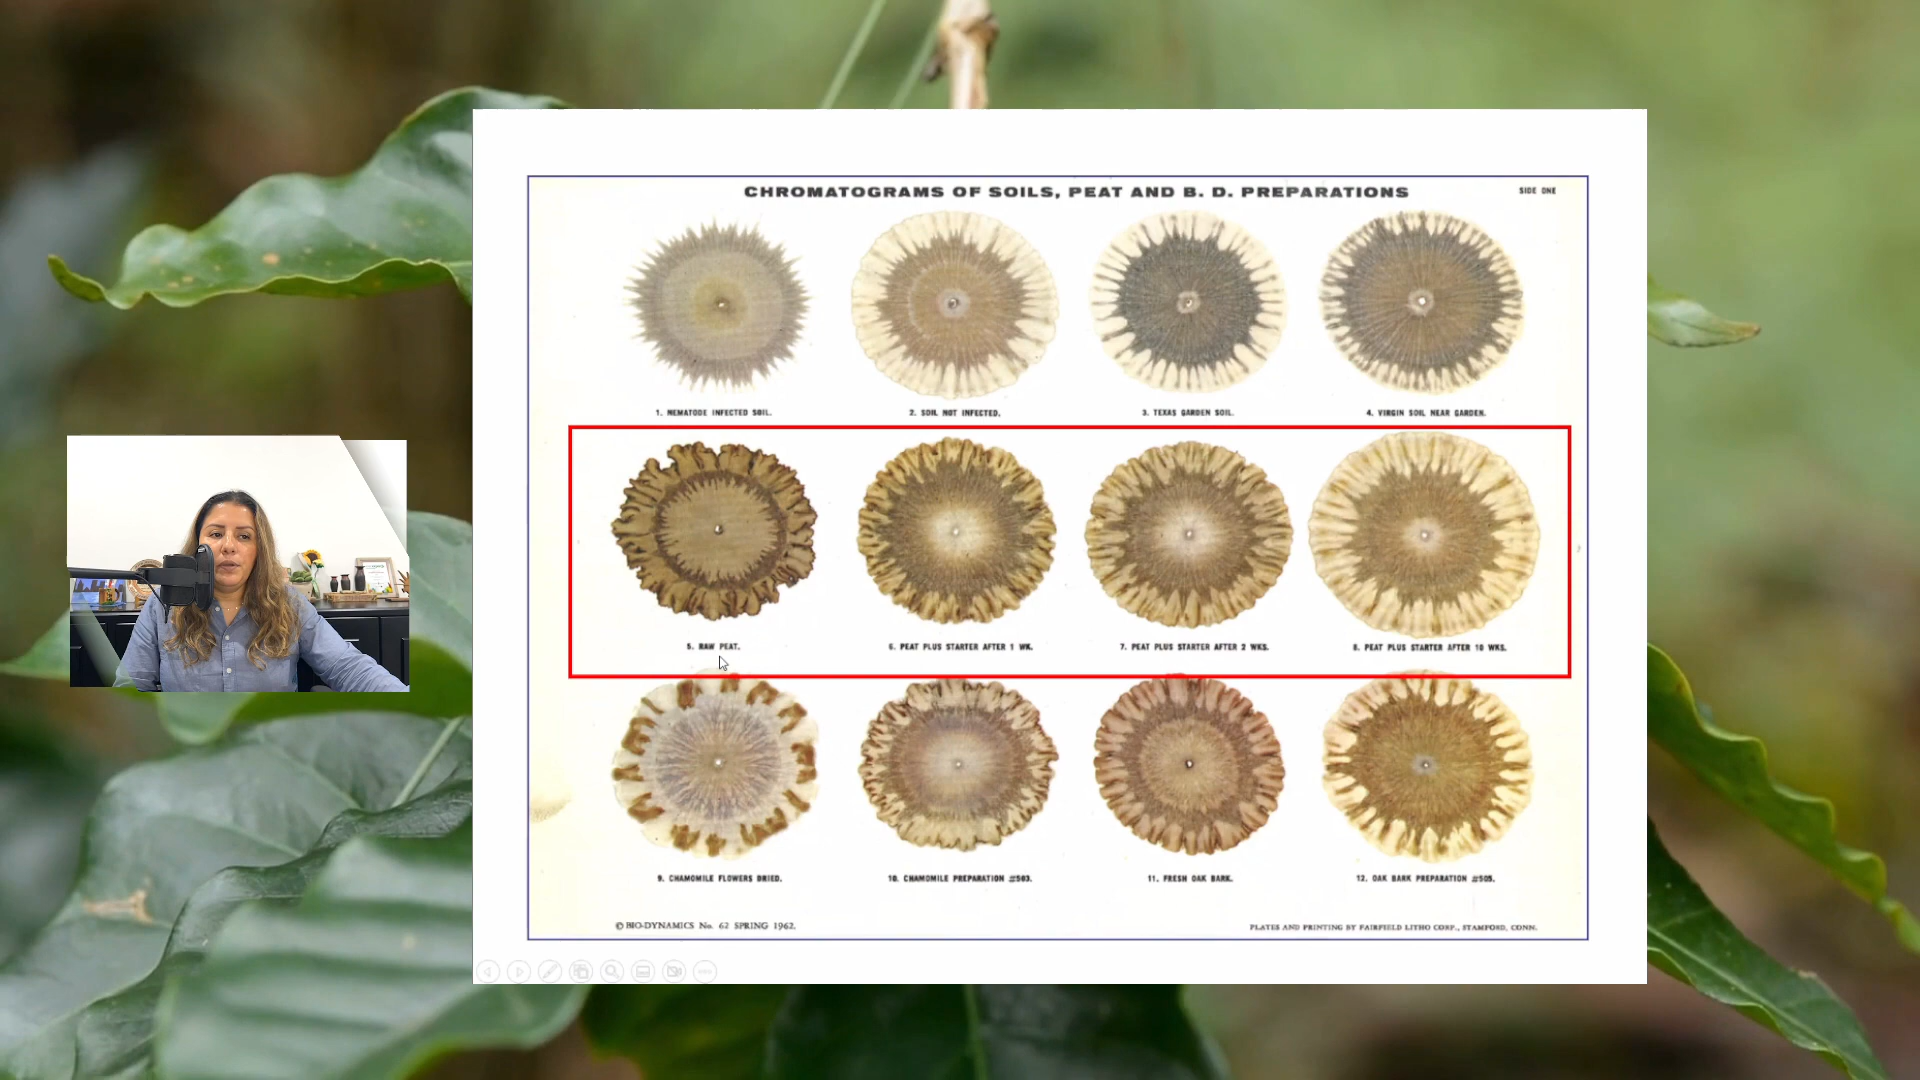 CHROMATOGRAMS OF SOILS, PEAT AND B. D. PREPARATIONS
SIDE ONE
1. NEMATODE INFECTED SOIL.
2. SOIL NOT INFECTED.
3. TEXAS GARDEN SOIL.
4. VIRGIN SOIL NEAR GARDEN.
5. RAW PEAT.
6. PEAT PLUS STARTER AFTER 1 WK.
7. PEAT PLUS STARTER AFTER 2 WKS.
8. PEAT PLUS STARTER AFTER 10 WKS.
9. CHAMOMILE FLOWERS DRIED.
10. CHAMOMILE PREPARATION #503.
11. FRESH OAK BARK.
12. OAK BARK PREPARATION #505.
© BIO-DYNAMICS No. 62 SPRING 1962.
PLATES AND PRINTING BY FAIRFIELD LITHO CORP., STAMFORD, CONN.